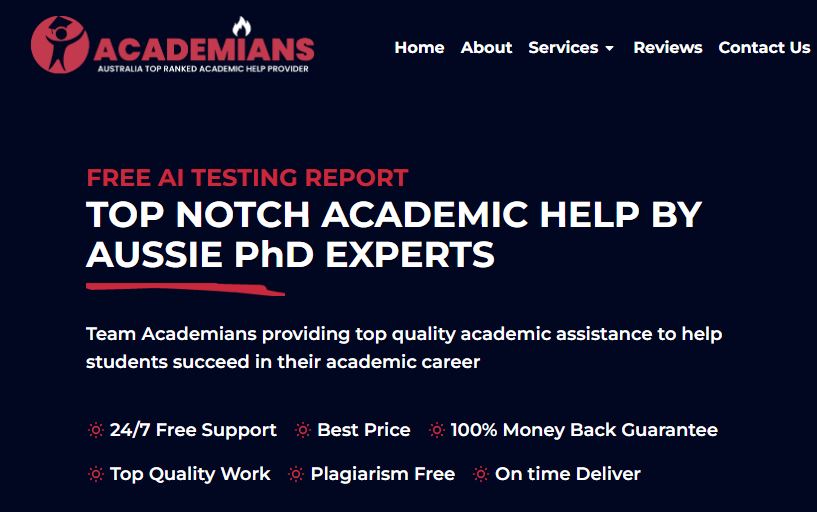 ACADEMIANS
AUSTRALIA TOP RANKED ACADEMIC HELP PROVIDER
Home About Services Reviews Contact Us
FREE AI TESTING REPORT
TOP NOTCH ACADEMIC HELP BY
AUSSIE PhD EXPERTS
Team Academians providing top quality academic assistance to help
students succeed in their academic career
24/7 Free Support Best Price 100% Money Back Guarantee
Top Quality Work Plagiarism Free On time Deliver